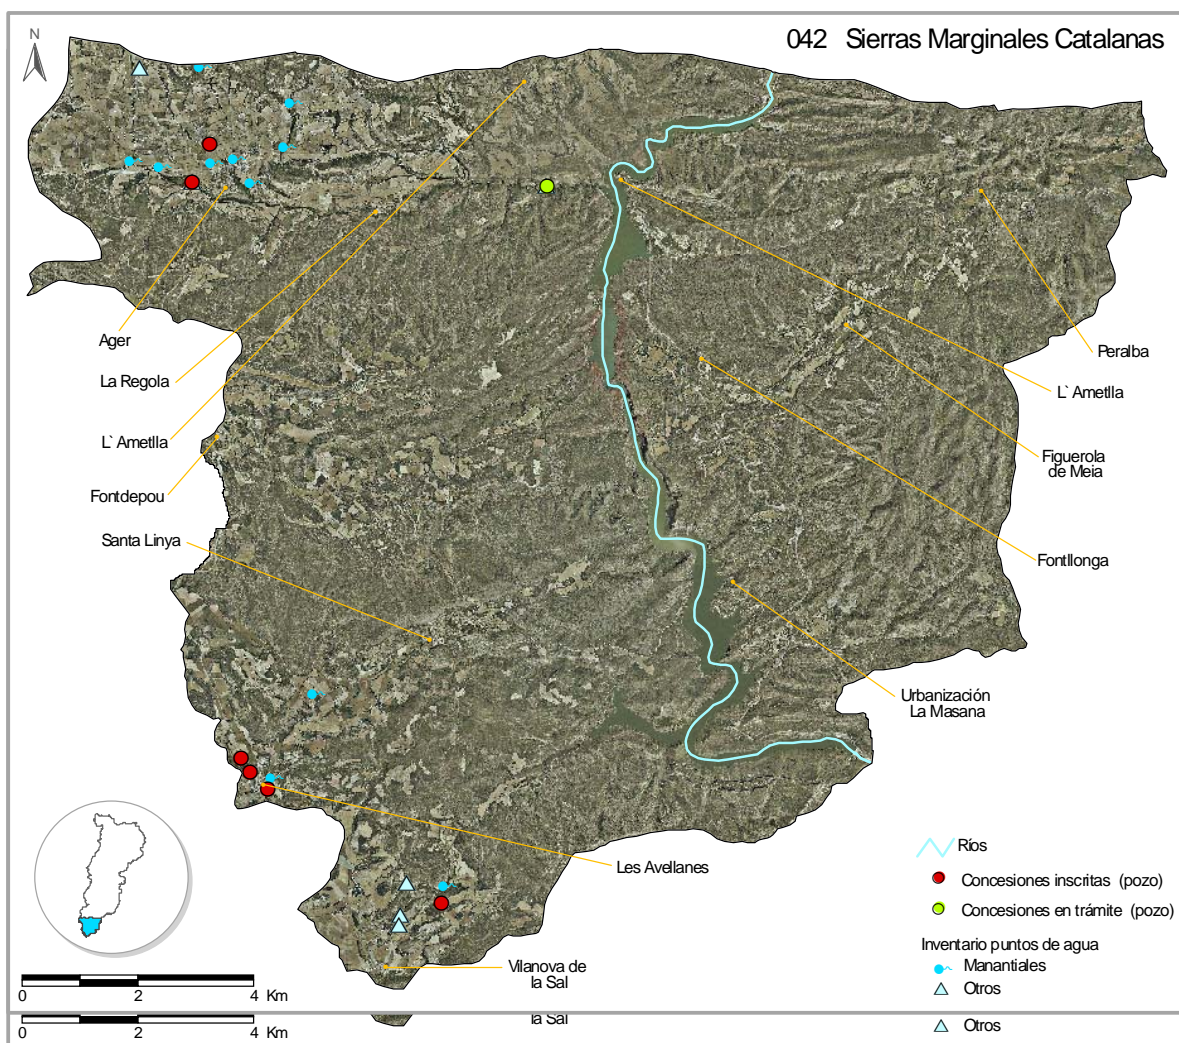 042 Sierras Marginales Catalanas
N
Ager
La Regola
L` Ametlla
Fontdepou
Santa Linya
Peralba
L` Ametlla
Figuerola
de Meia
Fontllonga
Urbanización
La Masana
Les Avellanes
Vilanova de
la Sal
Ríos
Concesiones inscritas (pozo)
Concesiones en trámite (pozo)
Inventario puntos de agua
Manantiales
Otros
0 2 4 Km
la Sal
Otros
0 2 4 Km